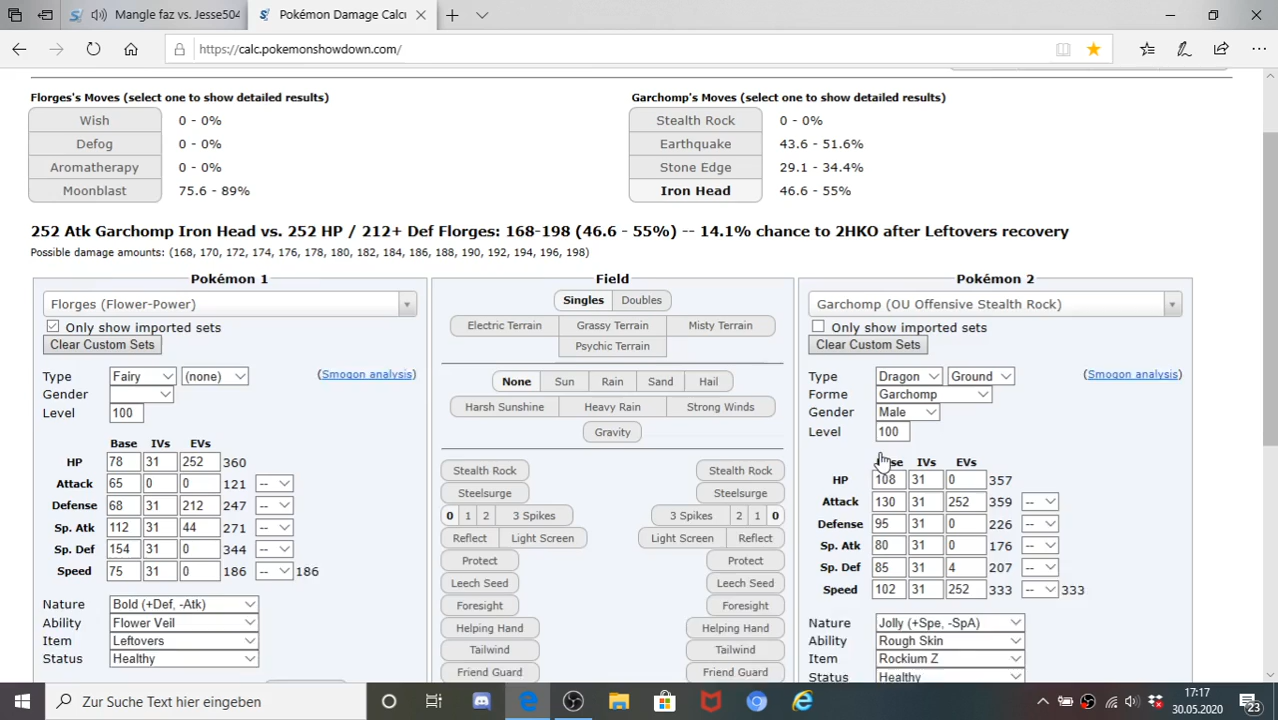 Mangle faz vs. Jesse504
Pokémon Damage Calcu
https://calc.pokemonshowdown.com/
Florges's Moves (select one to show detailed results)
Wish 0 - 0%
Defog 0 - 0%
Aromatherapy 0 - 0%
Moonblast 75.6 - 89%
Garchomp's Moves (select one to show detailed results)
Stealth Rock 0 - 0%
Earthquake 43.6 - 51.6%
Stone Edge 29.1 - 34.4%
Iron Head 46.6 - 55%
252 Atk Garchomp Iron Head vs. 252 HP / 212+ Def Florges: 168-198 (46.6 - 55%) -- 14.1% chance to 2HKO after Leftovers recovery
Possible damage amounts: (168, 170, 172, 174, 176, 178, 180, 182, 184, 186, 188, 190, 192, 194, 196, 198)
Pokémon 1
Florges (Flower-Power)
Only show imported sets
Clear Custom Sets
Type Fairy (none) (Smogon analysis)
Gender
Level 100
Base IVs EVs
HP 78 31 252 360
Attack 65 0 0 121 --
Defense 68 31 212 247 --
Sp. Atk 112 31 44 271 --
Sp. Def 154 31 0 344 --
Speed 75 31 0 186 -- 186
Nature Bold (+Def, -Atk)
Ability Flower Veil
Item Leftovers
Status Healthy
Field
Singles Doubles
Electric Terrain Grassy Terrain Misty Terrain
Psychic Terrain
None Sun Rain Sand Hail
Harsh Sunshine Heavy Rain Strong Winds
Gravity
Stealth Rock Stealth Rock
Steelsurge Steelsurge
0 1 2 3 Spikes 3 Spikes 2 1 0
Reflect Light Screen Light Screen Reflect
Protect Protect
Leech Seed Leech Seed
Foresight Foresight
Helping Hand Helping Hand
Tailwind Tailwind
Friend Guard Friend Guard
Pokémon 2
Garchomp (OU Offensive Stealth Rock)
Only show imported sets
Clear Custom Sets
Type Dragon Ground (Smogon analysis)
Forme Garchomp
Gender Male
Level 100
IVs EVs
HP 108 31 0 357
Attack 130 31 252 359 --
Defense 95 31 0 226 --
Sp. Atk 80 31 0 176 --
Sp. Def 85 31 4 207 --
Speed 102 31 252 333 -- 333
Nature Jolly (+Spe, -SpA)
Ability Rough Skin
Item Rockium Z
Status Healthy
Zur Suche Text hier eingeben
17:17
30.05.2020
23